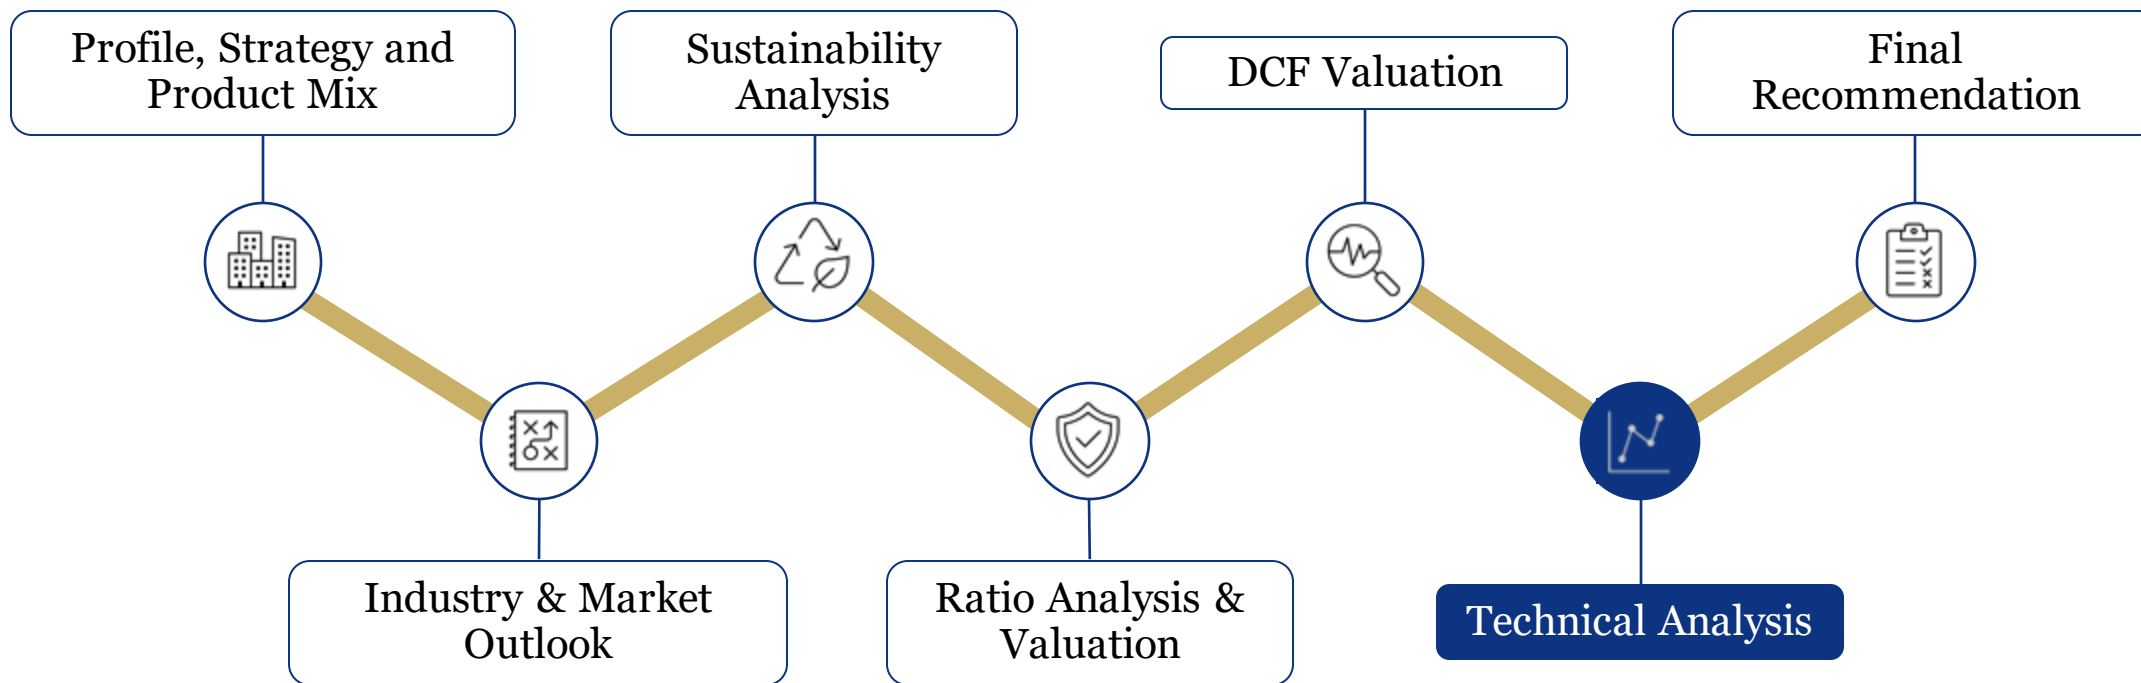 Profile, Strategy and
Product Mix
Industry & Market
Outlook
Sustainability
Analysis
Ratio Analysis &
Valuation
DCF Valuation
Technical Analysis
Final
Recommendation